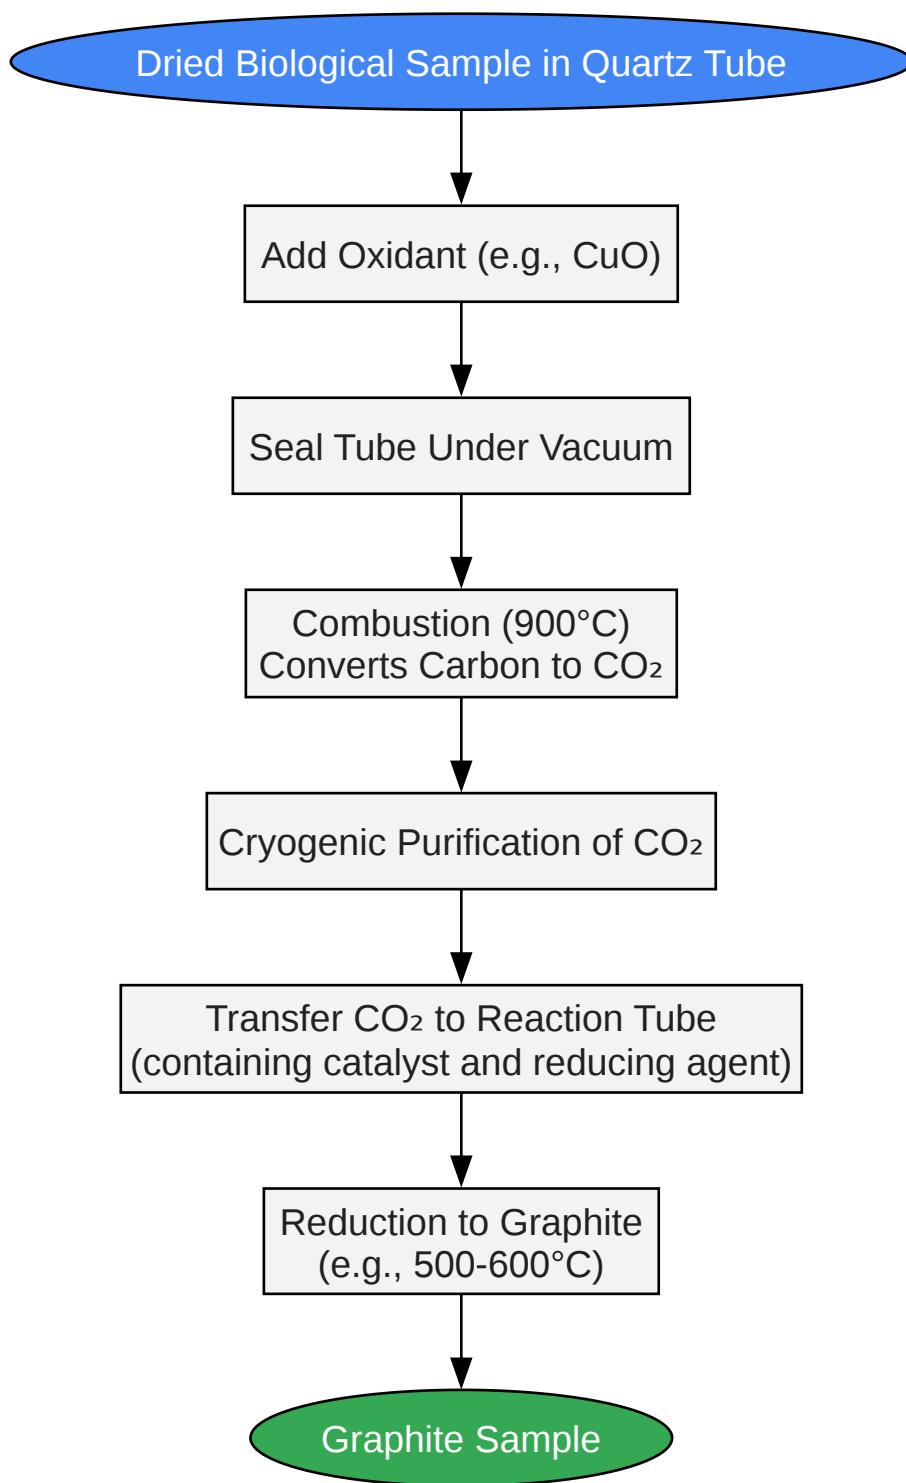 Dried Biological Sample in Quartz Tube
Add Oxidant (e.g., CuO)
Seal Tube Under Vacuum
Combustion (900°C)
Converts Carbon to CO₂
Cryogenic Purification of CO₂
Transfer CO₂ to Reaction Tube
(containing catalyst and reducing agent)
Reduction to Graphite
(e.g., 500-600°C)
Graphite Sample